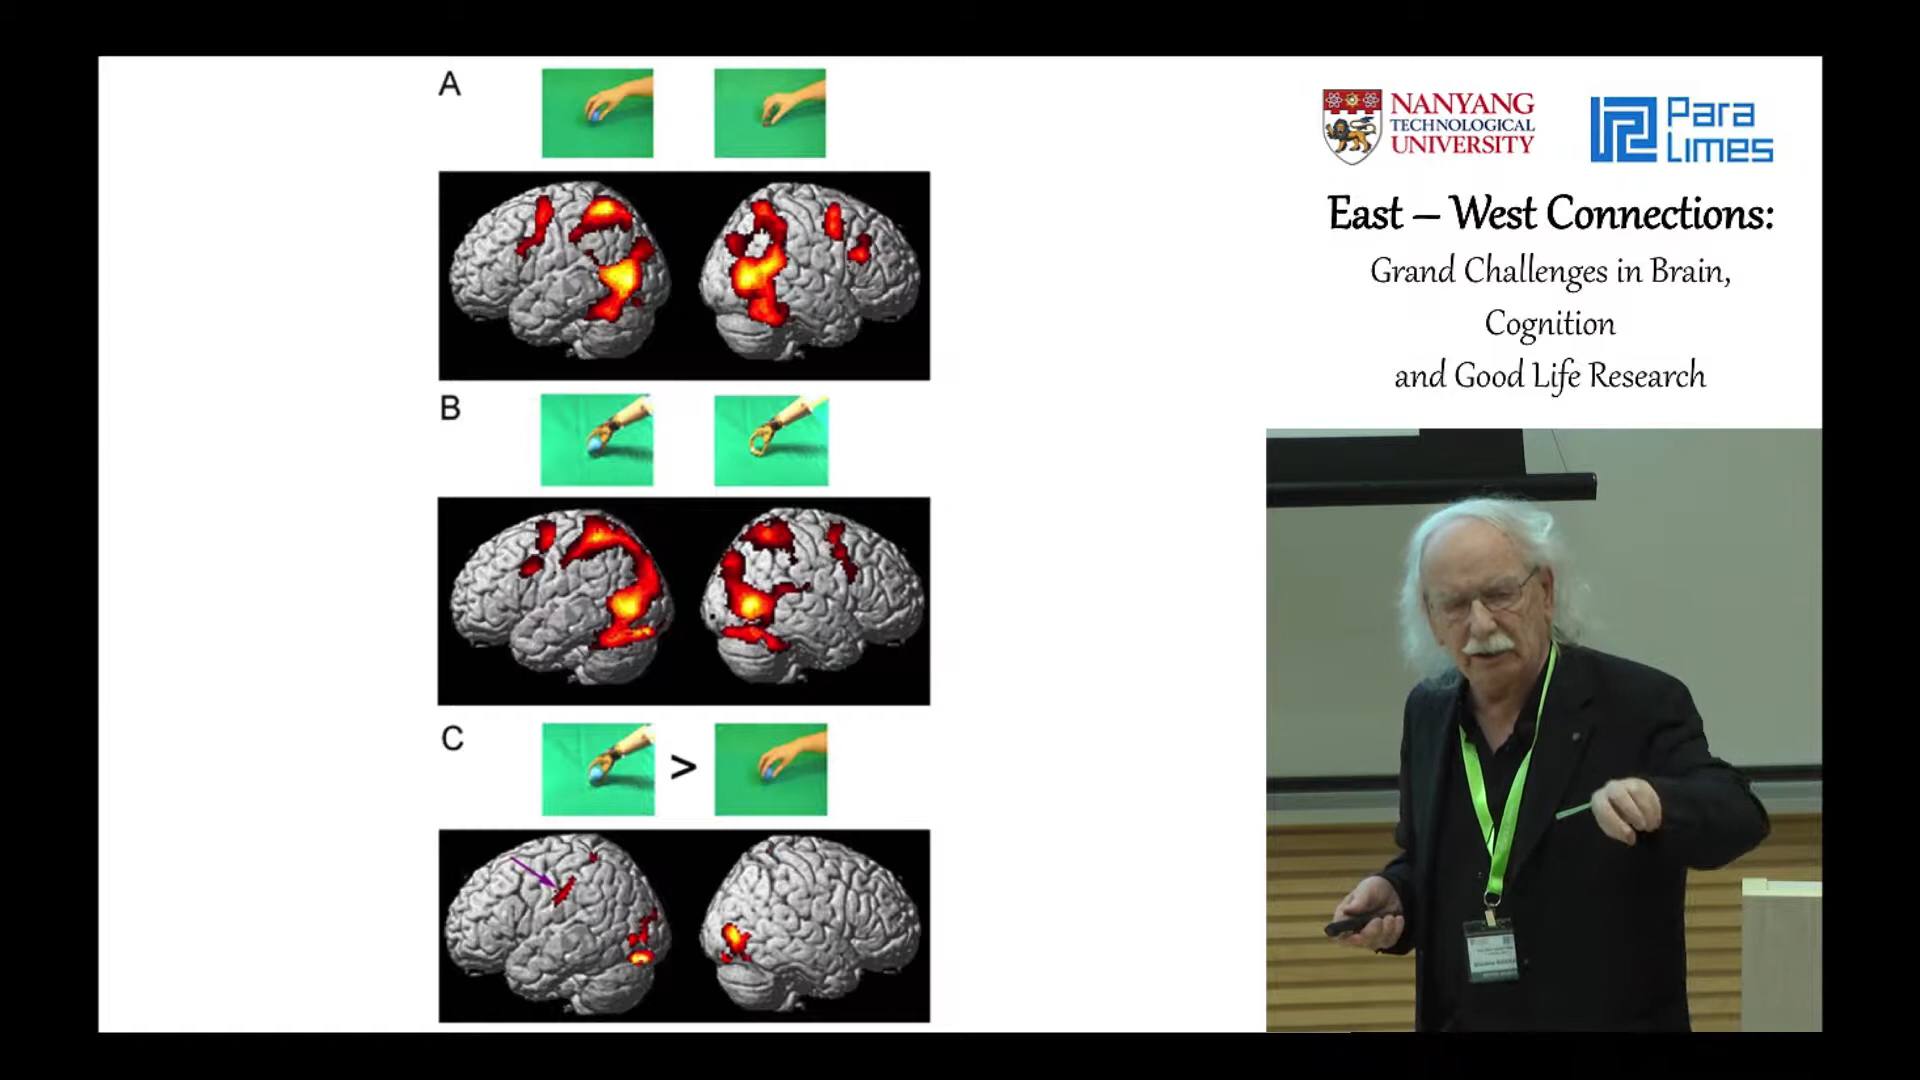 A
B
C
>
NANYANG
TECHNOLOGICAL
UNIVERSITY
Para
Limes
East – West Connections:
Grand Challenges in Brain,
Cognition
and Good Life Research